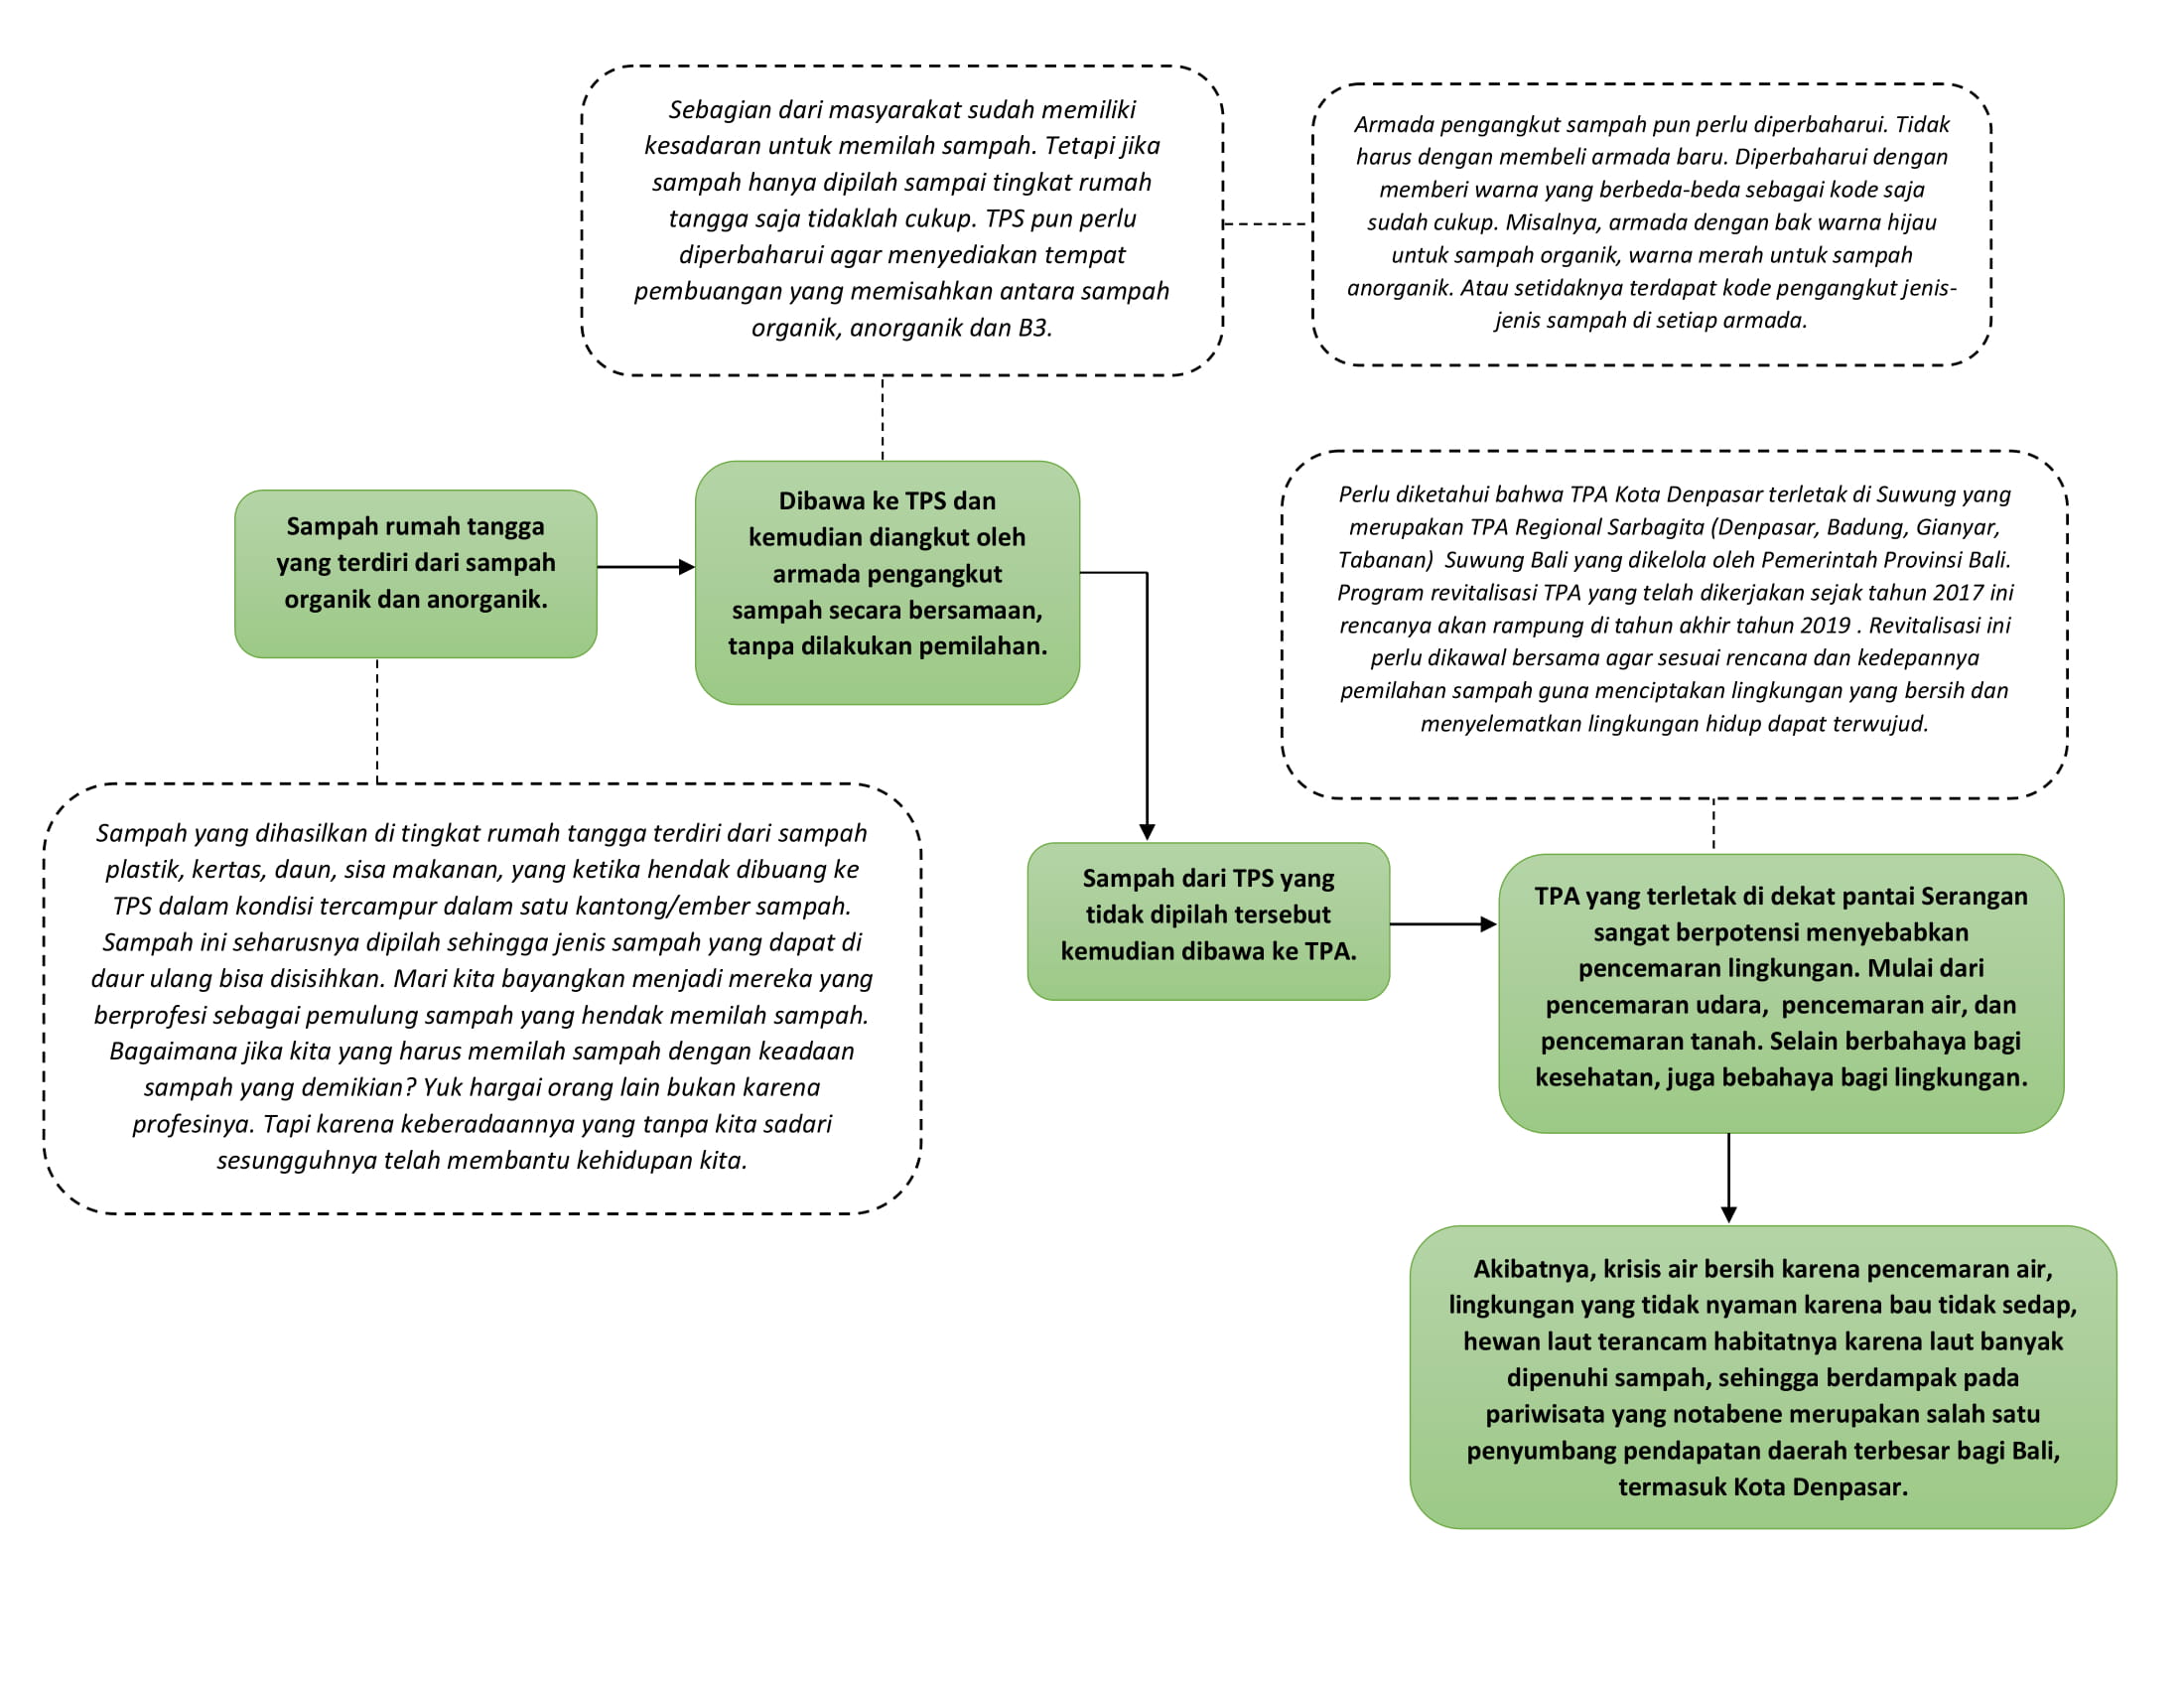 Sebagian dari masyarakat sudah memiliki
kesadaran untuk memilah sampah. Tetapi jika
sampah hanya dipilah sampai tingkat rumah
tangga saja tidaklah cukup. TPS pun perlu
diperbaharui agar menyediakan tempat
pembuangan yang memisahkan antara sampah
organik, anorganik dan B3.
Armada pengangkut sampah pun perlu diperbaharui. Tidak
harus dengan membeli armada baru. Diperbaharui dengan
memberi warna yang berbeda-beda sebagai kode saja
sudah cukup. Misalnya, armada dengan bak warna hijau
untuk sampah organik, warna merah untuk sampah
anorganik. Atau setidaknya terdapat kode pengangkut jenis-
jenis sampah di setiap armada.
Sampah rumah tangga
yang terdiri dari sampah
organik dan anorganik.
Dibawa ke TPS dan
kemudian diangkut oleh
armada pengangkut
sampah secara bersamaan,
tanpa dilakukan pemilahan.
Perlu diketahui bahwa TPA Kota Denpasar terletak di Suwung yang
merupakan TPA Regional Sarbagita (Denpasar, Badung, Gianyar,
Tabanan)  Suwung Bali yang dikelola oleh Pemerintah Provinsi Bali.
Program revitalisasi TPA yang telah dikerjakan sejak tahun 2017 ini
rencanya akan rampung di tahun akhir tahun 2019 . Revitalisasi ini
perlu dikawal bersama agar sesuai rencana dan kedepannya
pemilahan sampah guna menciptakan lingkungan yang bersih dan
menyelematkan lingkungan hidup dapat terwujud.
Sampah yang dihasilkan di tingkat rumah tangga terdiri dari sampah
plastik, kertas, daun, sisa makanan, yang ketika hendak dibuang ke
TPS dalam kondisi tercampur dalam satu kantong/ember sampah.
Sampah ini seharusnya dipilah sehingga jenis sampah yang dapat di
daur ulang bisa disisihkan. Mari kita bayangkan menjadi mereka yang
berprofesi sebagai pemulung sampah yang hendak memilah sampah.
Bagaimana jika kita yang harus memilah sampah dengan keadaan
sampah yang demikian? Yuk hargai orang lain bukan karena
profesinya. Tapi karena keberadaannya yang tanpa kita sadari
sesungguhnya telah membantu kehidupan kita.
Sampah dari TPS yang
tidak dipilah tersebut
kemudian dibawa ke TPA.
TPA yang terletak di dekat pantai Serangan
sangat berpotensi menyebabkan
pencemaran lingkungan. Mulai dari
pencemaran udara,  pencemaran air, dan
pencemaran tanah. Selain berbahaya bagi
kesehatan, juga bebahaya bagi lingkungan.
Akibatnya, krisis air bersih karena pencemaran air,
lingkungan yang tidak nyaman karena bau tidak sedap,
hewan laut terancam habitatnya karena laut banyak
dipenuhi sampah, sehingga berdampak pada
pariwisata yang notabene merupakan salah satu
penyumbang pendapatan daerah terbesar bagi Bali,
termasuk Kota Denpasar.